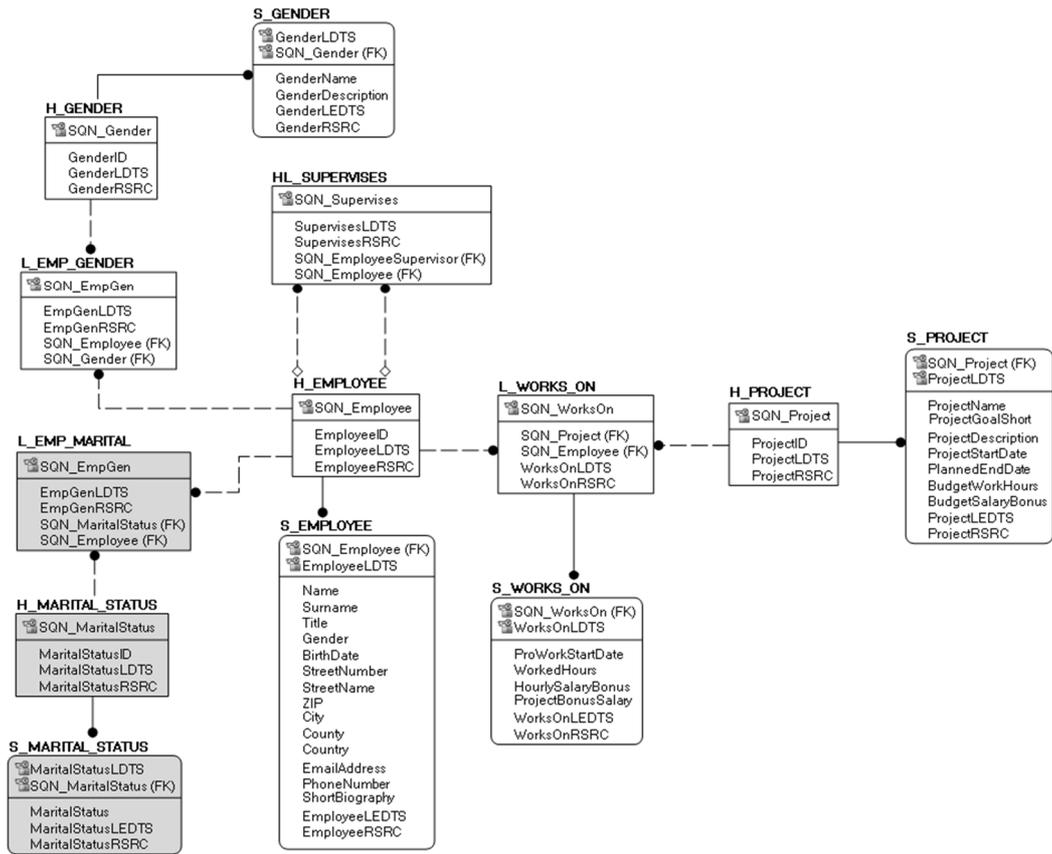 S_GENDER
GenderLDTS
SQN_Gender (FK)
GenderName
GenderDescription
GenderLEDTS
GenderRSRC
H_GENDER
SQN_Gender
GenderID
GenderLDTS
GenderRSRC
HL_SUPERVISES
SQN_Supervises
SupervisesLDTS
SupervisesRSRC
SQN_EmployeeSupervisor (FK)
SQN_Employee (FK)
L_EMP_GENDER
SQN_EmpGen
EmpGenLDTS
EmpGenRSRC
SQN_Employee (FK)
SQN_Gender (FK)
H_EMPLOYEE
SQN_Employee
EmployeeID
EmployeeLDTS
EmployeeRSRC
L_WORKS_ON
SQN_WorksOn
SQN_Project (FK)
SQN_Employee (FK)
WorksOnLDTS
WorksOnRSRC
H_PROJECT
SQN_Project
ProjectID
ProjectLDTS
ProjectRSRC
S_PROJECT
SQN_Project (FK)
ProjectLDTS
ProjectName
ProjectGoalShort
ProjectDescription
ProjectStartDate
PlannedEndDate
BudgetWorkHours
BudgetSalaryBonus
ProjectLEDTS
ProjectRSRC
L_EMP_MARITAL
SQN_EmpGen
EmpGenLDTS
EmpGenRSRC
SQN_MaritalStatus (FK)
SQN_Employee (FK)
S_EMPLOYEE
SQN_Employee (FK)
EmployeeLDTS
Name
Surname
Title
Gender
BirthDate
StreetNumber
StreetName
ZIP
City
County
Country
EmailAddress
PhoneNumber
ShortBiography
EmployeeLEDTS
EmployeeRSRC
S_WORKS_ON
SQN_WorksOn (FK)
WorksOnLDTS
ProWorkStartDate
WorkedHours
HourlySalaryBonus
ProjectBonusSalary
WorksOnLEDTS
WorksOnRSRC
H_MARITAL_STATUS
SQN_MaritalStatus
MaritalStatusID
MaritalStatusLDTS
MaritalStatusRSRC
S_MARITAL_STATUS
MaritalStatusLDTS
SQN_MaritalStatus (FK)
MaritalStatus
MaritalStatusLEDTS
MaritalStatusRSRC